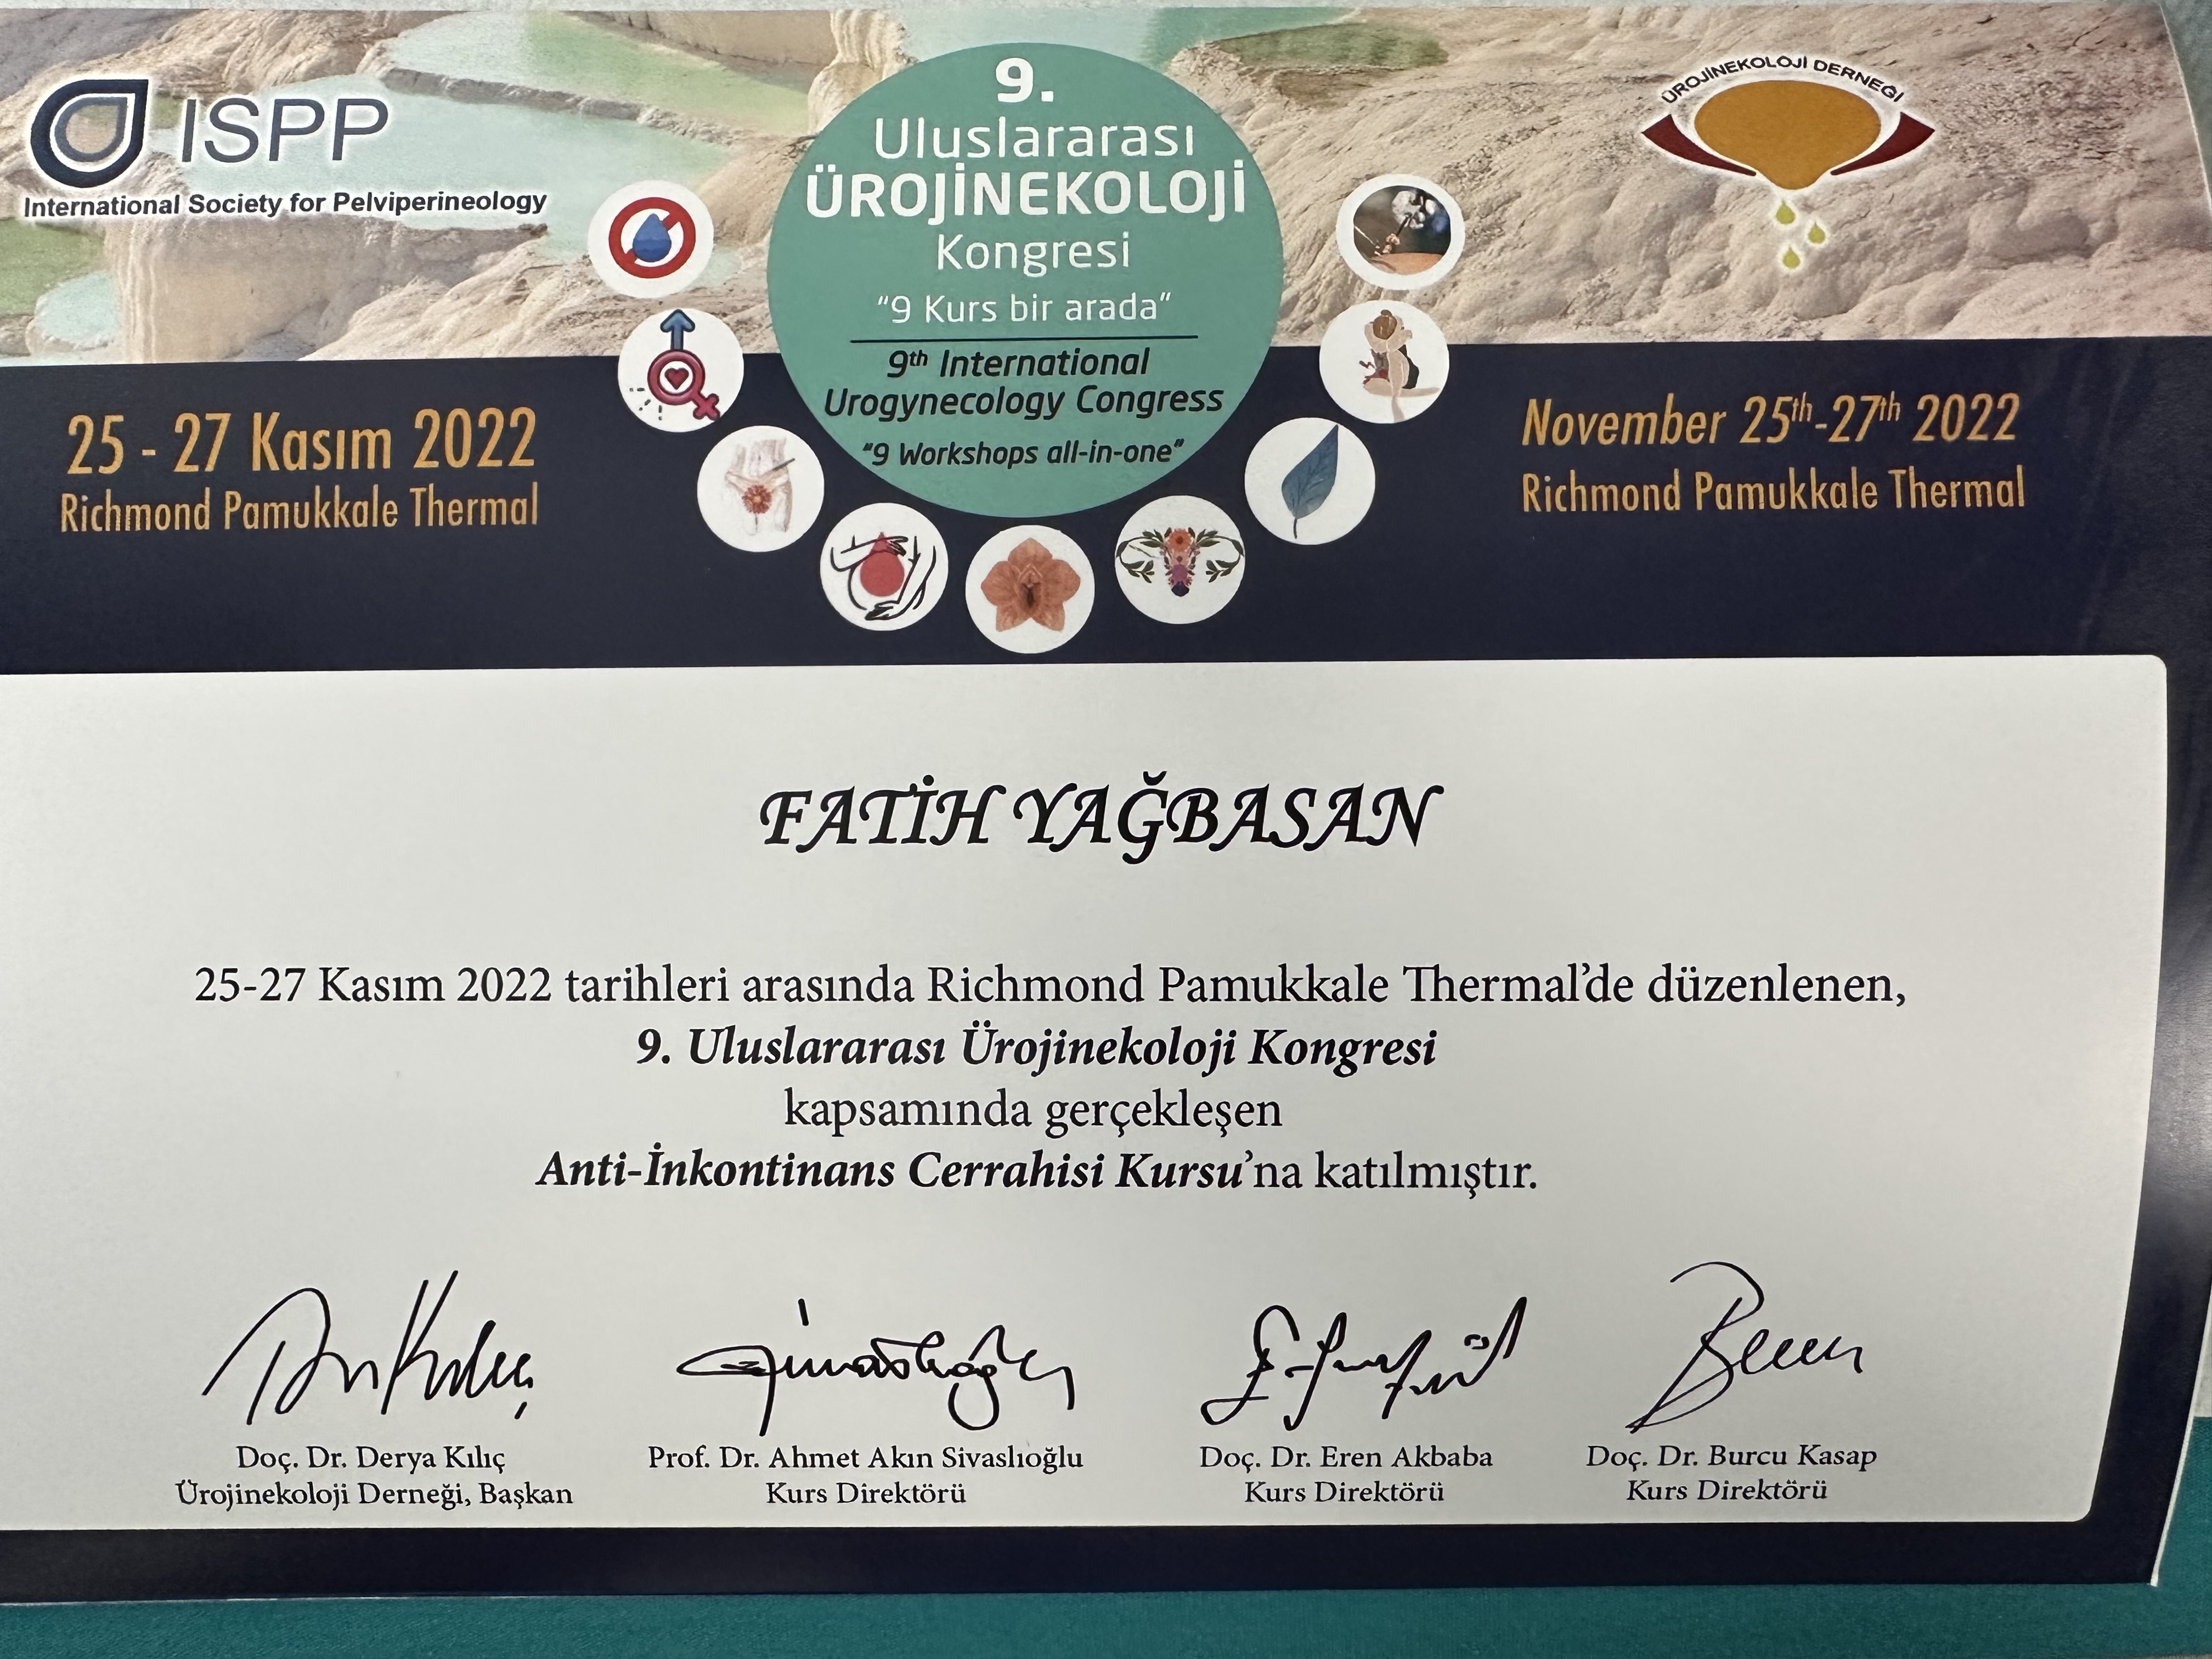 ISPP
International Society for Pelviperineology
9.
Uluslararası
ÜROJİNEKOLOJİ
Kongresi
"9 Kurs bir arada"
9th International
Urogynecology Congress
"9 Workshops all-in-one"
ÜROJİNEKOLOJİ DERNEĞİ
25 - 27 Kasım 2022
Richmond Pamukkale Thermal
November 25th-27th 2022
Richmond Pamukkale Thermal
FATİH YAĞBASAN
25-27 Kasım 2022 tarihleri arasında Richmond Pamukkale Thermal'de düzenlenen,
9. Uluslararası Ürojinekoloji Kongresi
kapsamında gerçekleşen
Anti-İnkontinans Cerrahisi Kursu'na katılmıştır.
Doç. Dr. Derya Kılıç
Ürojinekoloji Derneği, Başkan
Prof. Dr. Ahmet Akın Sivaslıoğlu
Kurs Direktörü
Doç. Dr. Eren Akbaba
Kurs Direktörü
Doç. Dr. Burcu Kasap
Kurs Direktörü